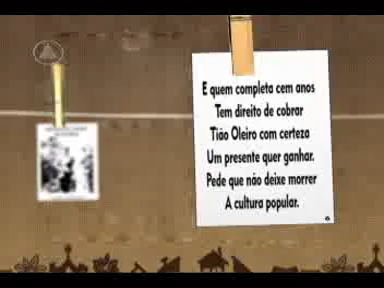 E quem completa cem anos
Tem direito de cobrar
Tião Oleiro com certeza
Um presente quer ganhar.
Pede que não deixe morrer
A cultura popular.